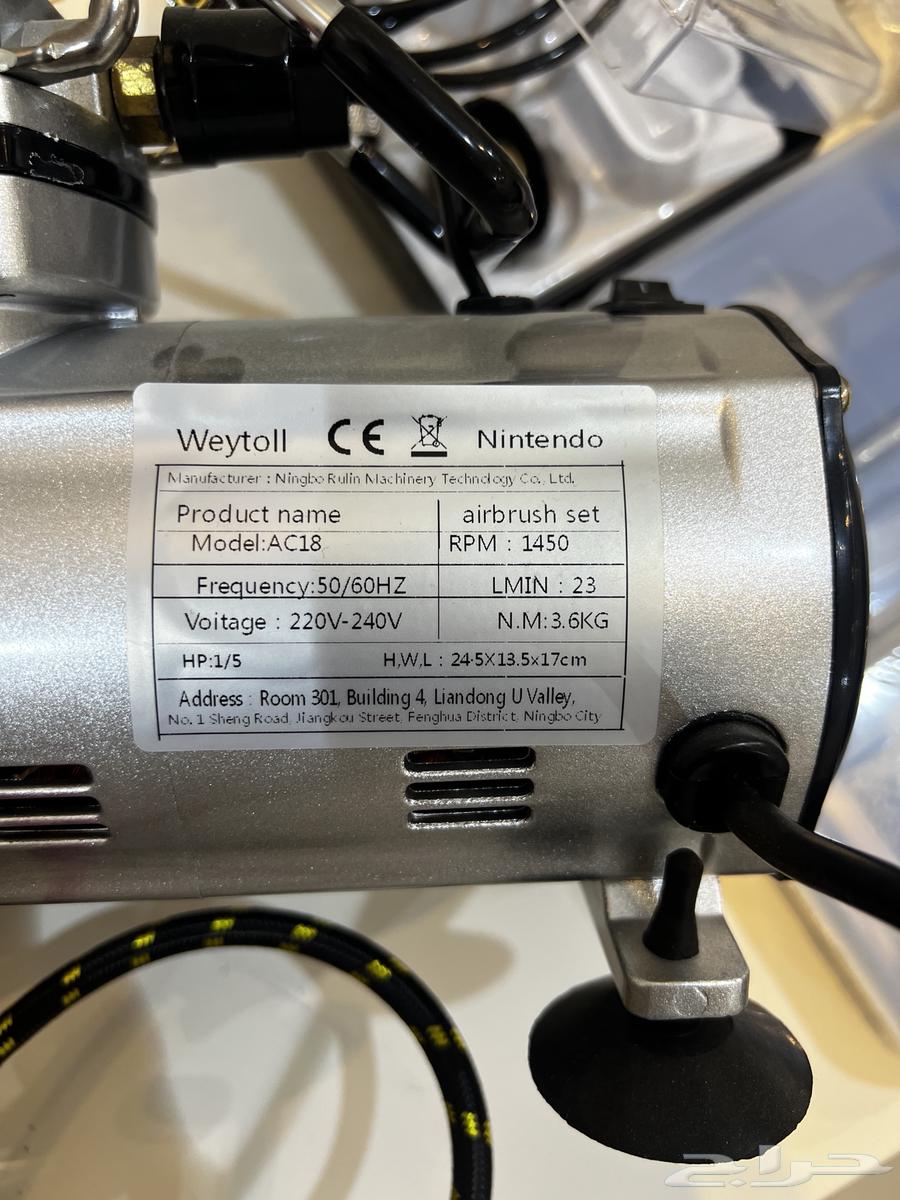 Weytoll CE Nintendo
Manufacturer : Ningbo Rulin Machinery Technology Co., Ltd.
Product name airbrush set
Model:AC18 RPM : 1450
Frequency:50/60HZ LMIN : 23
Voitage : 220V-240V N.M:3.6KG
HP:1/5 H,W,L : 24.5X13.5x17cm
Address : Room 301, Building 4, Liandong U Valley,
No. 1 Sheng Road, Jiangkou Street, Fenghua District, Ningbo City
حراج